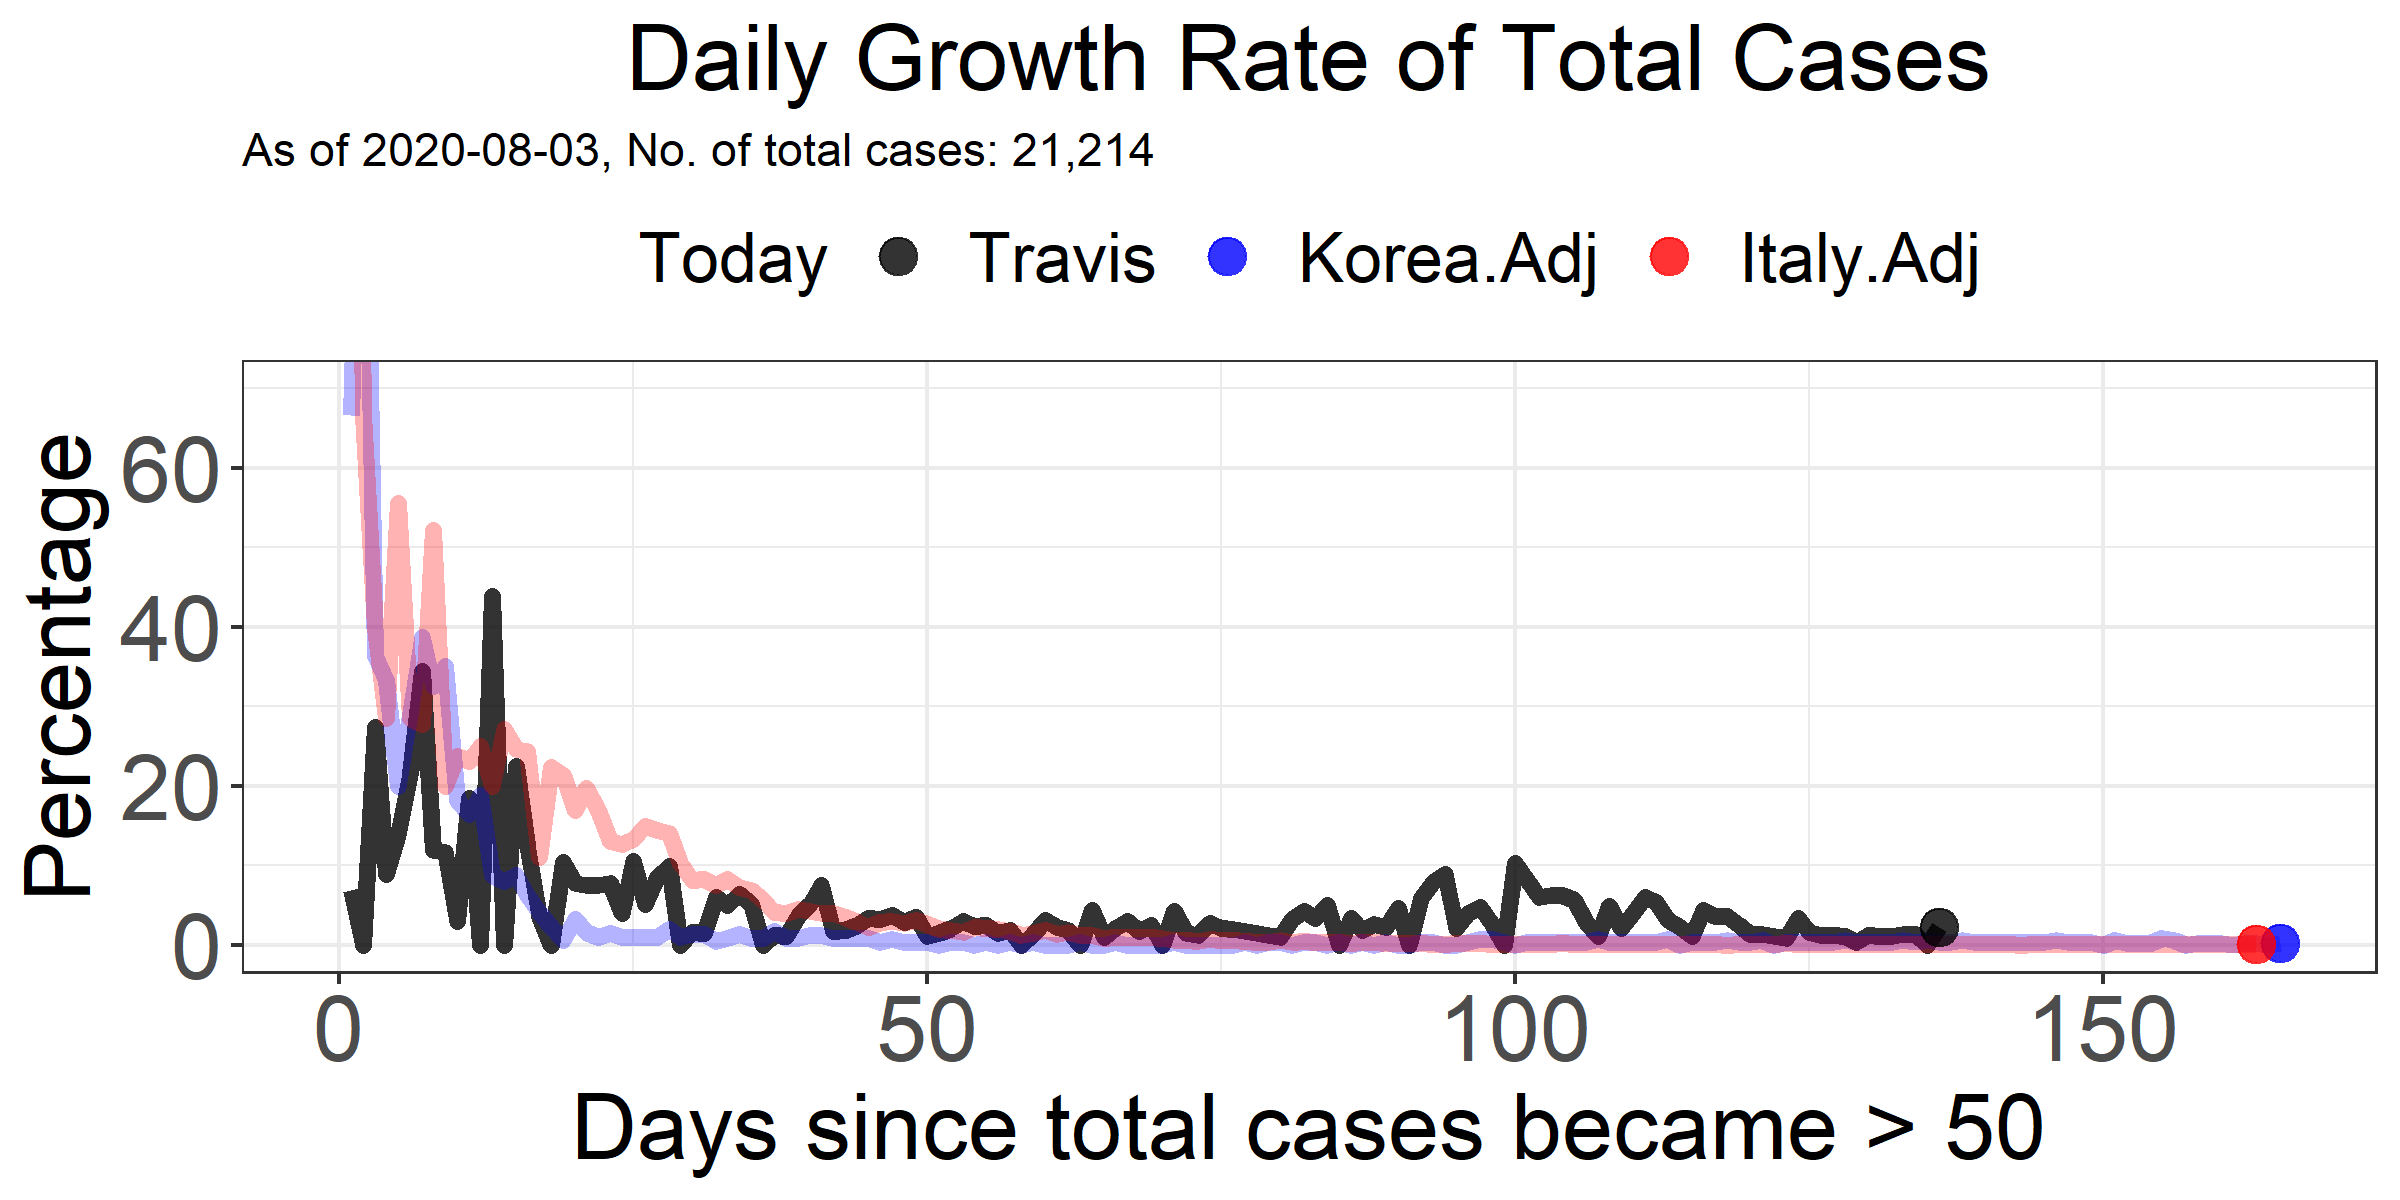 Daily Growth Rate of Total Cases
As of 2020-08-03, No. of total cases: 21,214
Today Travis Korea.Adj Italy.Adj
Percentage
60
40
20
0
0 50 100 150
Days since total cases became > 50